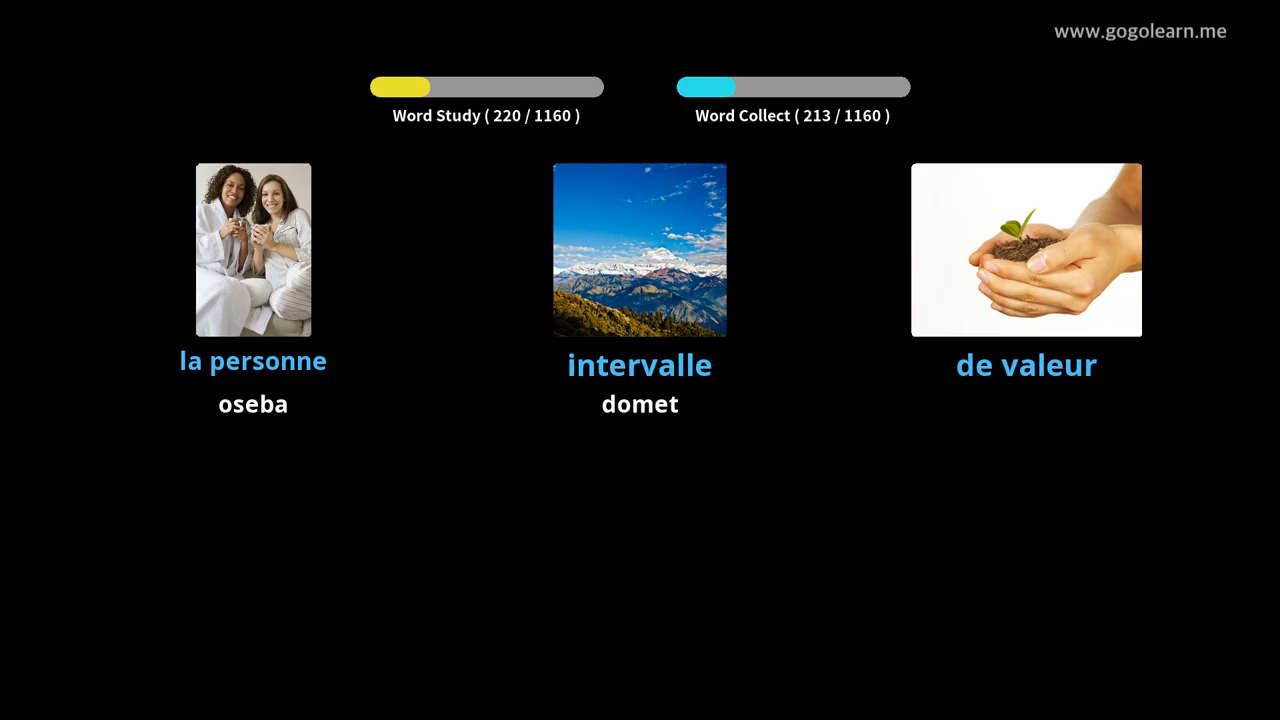 www.gogolearn.me
Word Study ( 220 / 1160 )
Word Collect ( 213 / 1160 )
la personne
intervalle
de valeur
oseba
domet